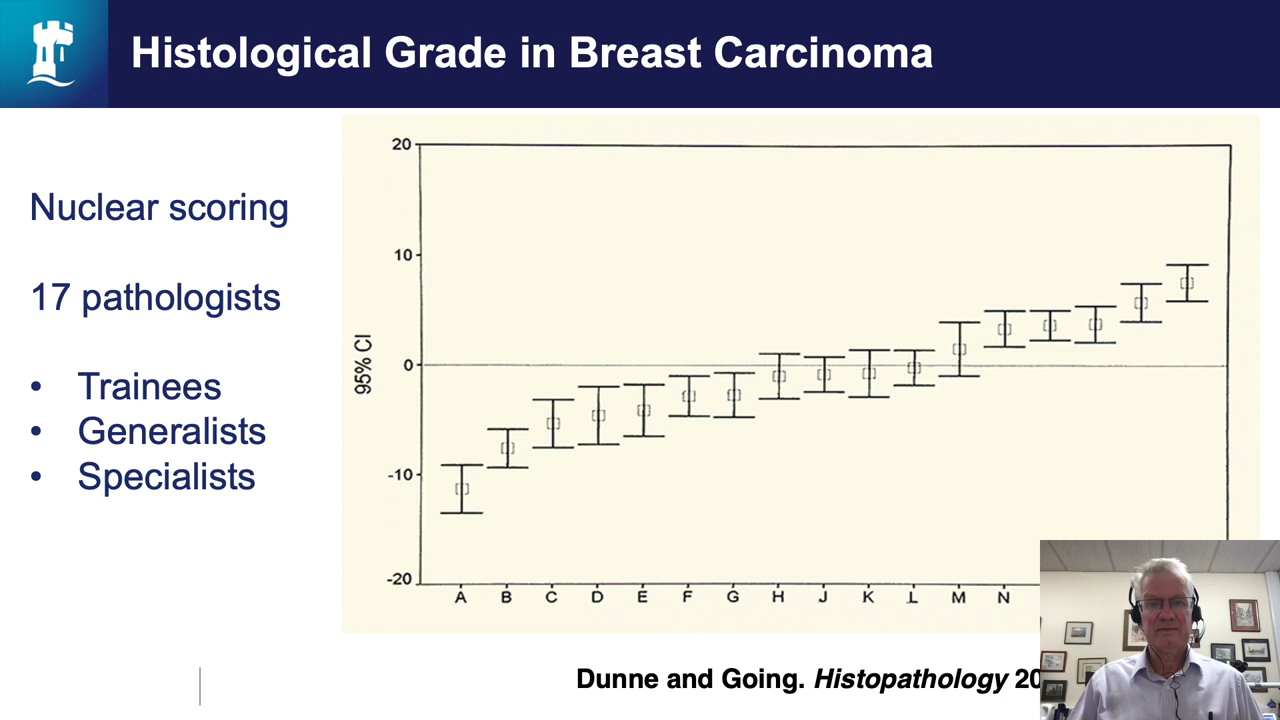 Histological Grade in Breast Carcinoma
Nuclear scoring
17 pathologists
• Trainees
• Generalists
• Specialists
20
10
0
-10
-20
95% CI
A B C D E F G H J K L M N
Dunne and Going. Histopathology 20